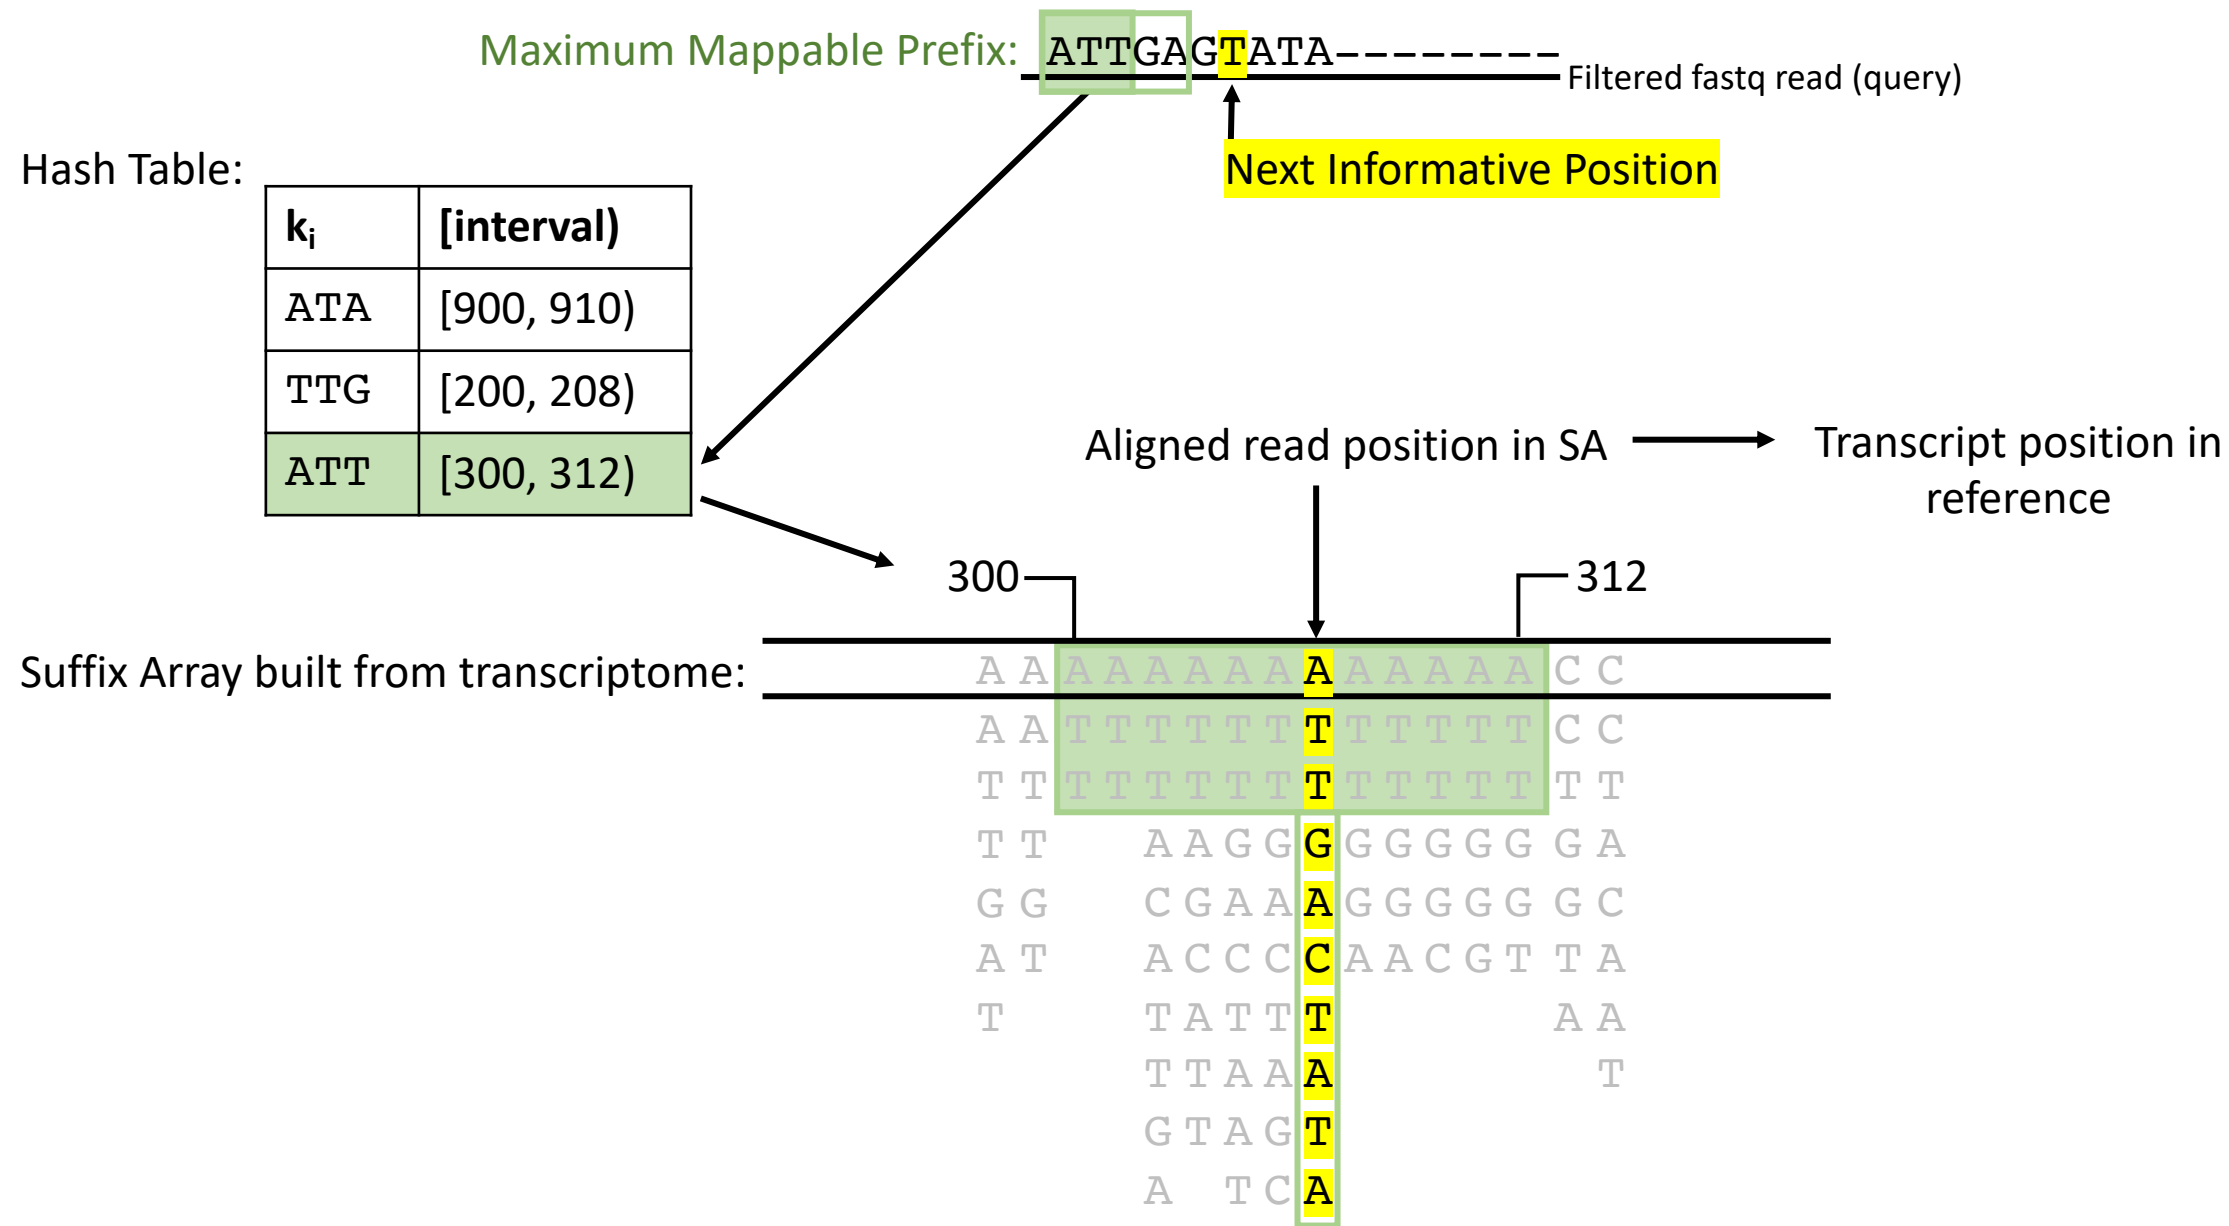 Maximum Mappable Prefix: ATTGAGTATA---------
Filtered fastq read (query)
Next Informative Position
Hash Table:
kᵢ [interval)
ATA [900, 910)
TTG [200, 208)
ATT [300, 312)
Aligned read position in SA
Transcript position in
reference
300 312
Suffix Array built from transcriptome:
A A A A A A A A A A A A A A C C
A A T T T T T T T T T T T T C C
T T T T T T T T T T T T T T T T
T T A A G G G G G G G G G A
G G C G A A A G G G G G G C
A T A C C C C A A C G T T A
T T A T T T A A
T T A A A T
G T A G T
A T C A